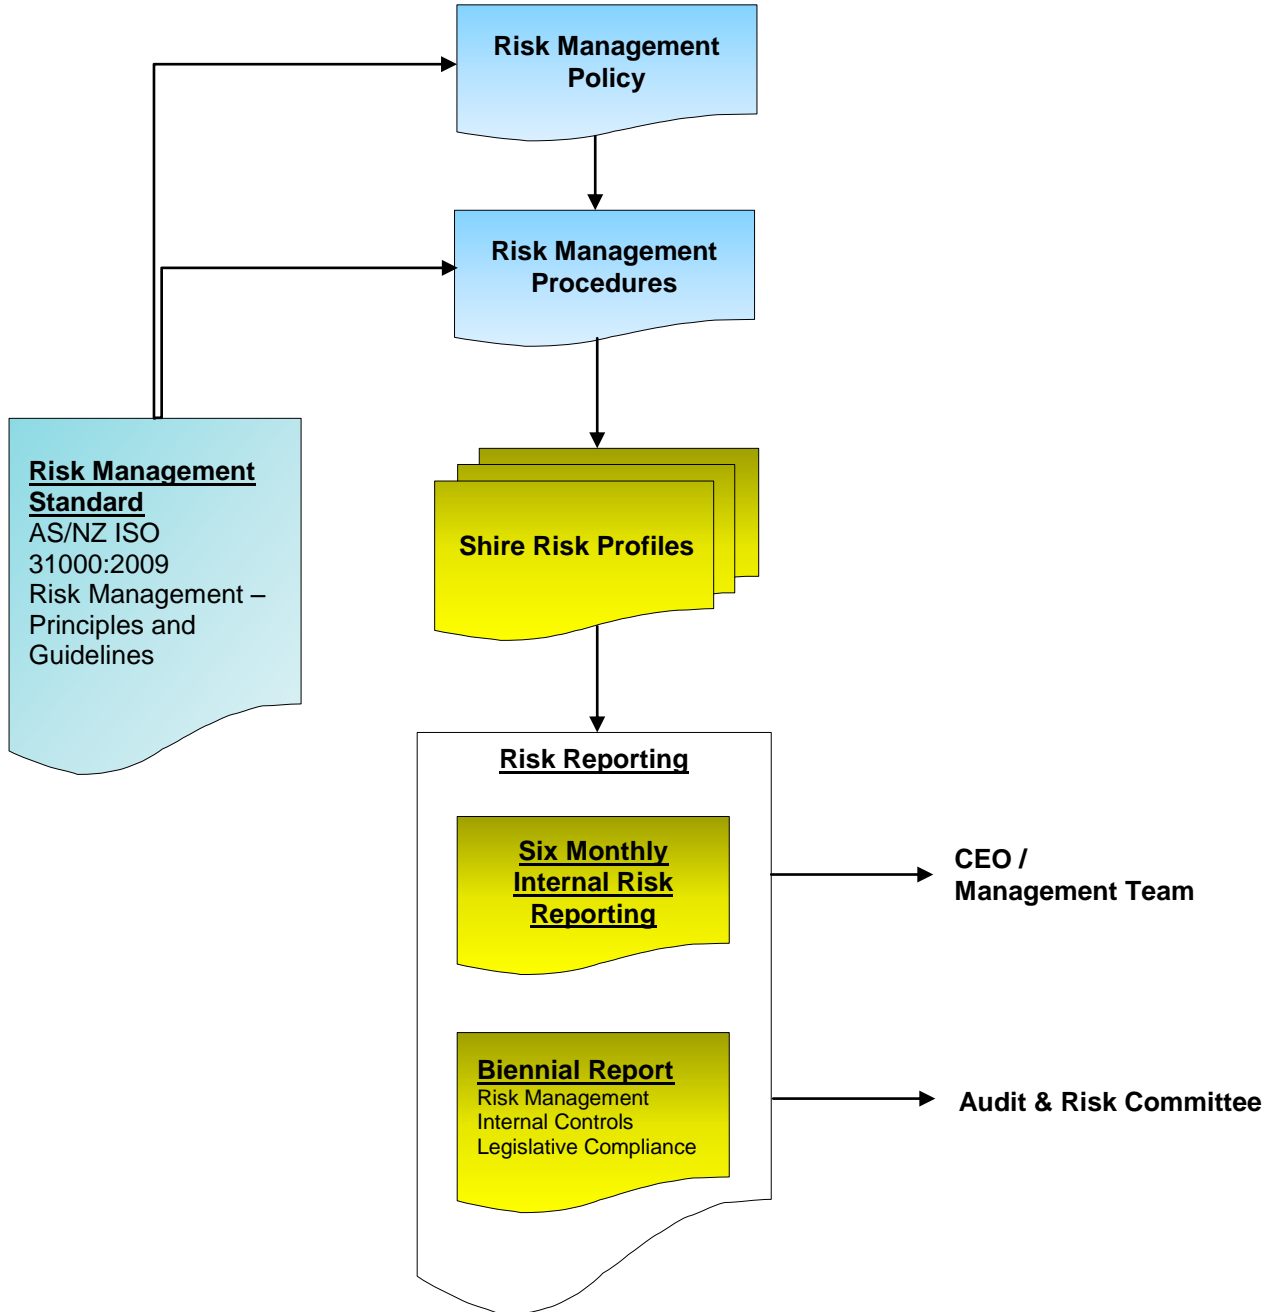 Risk Management
Policy
Risk Management
Procedures
Risk Management
Standard
AS/NZ ISO
31000:2009
Risk Management –
Principles and
Guidelines
Shire Risk Profiles
Risk Reporting
Six Monthly
Internal Risk
Reporting
CEO /
Management Team
Biennial Report
Risk Management
Internal Controls
Legislative Compliance
Audit & Risk Committee